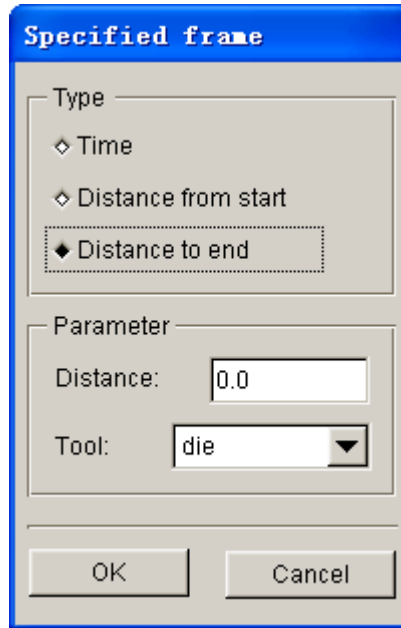 Specified frame
Type
Time
Distance from start
Distance to end
Parameter
Distance: 0.0
Tool: die
OK Cancel